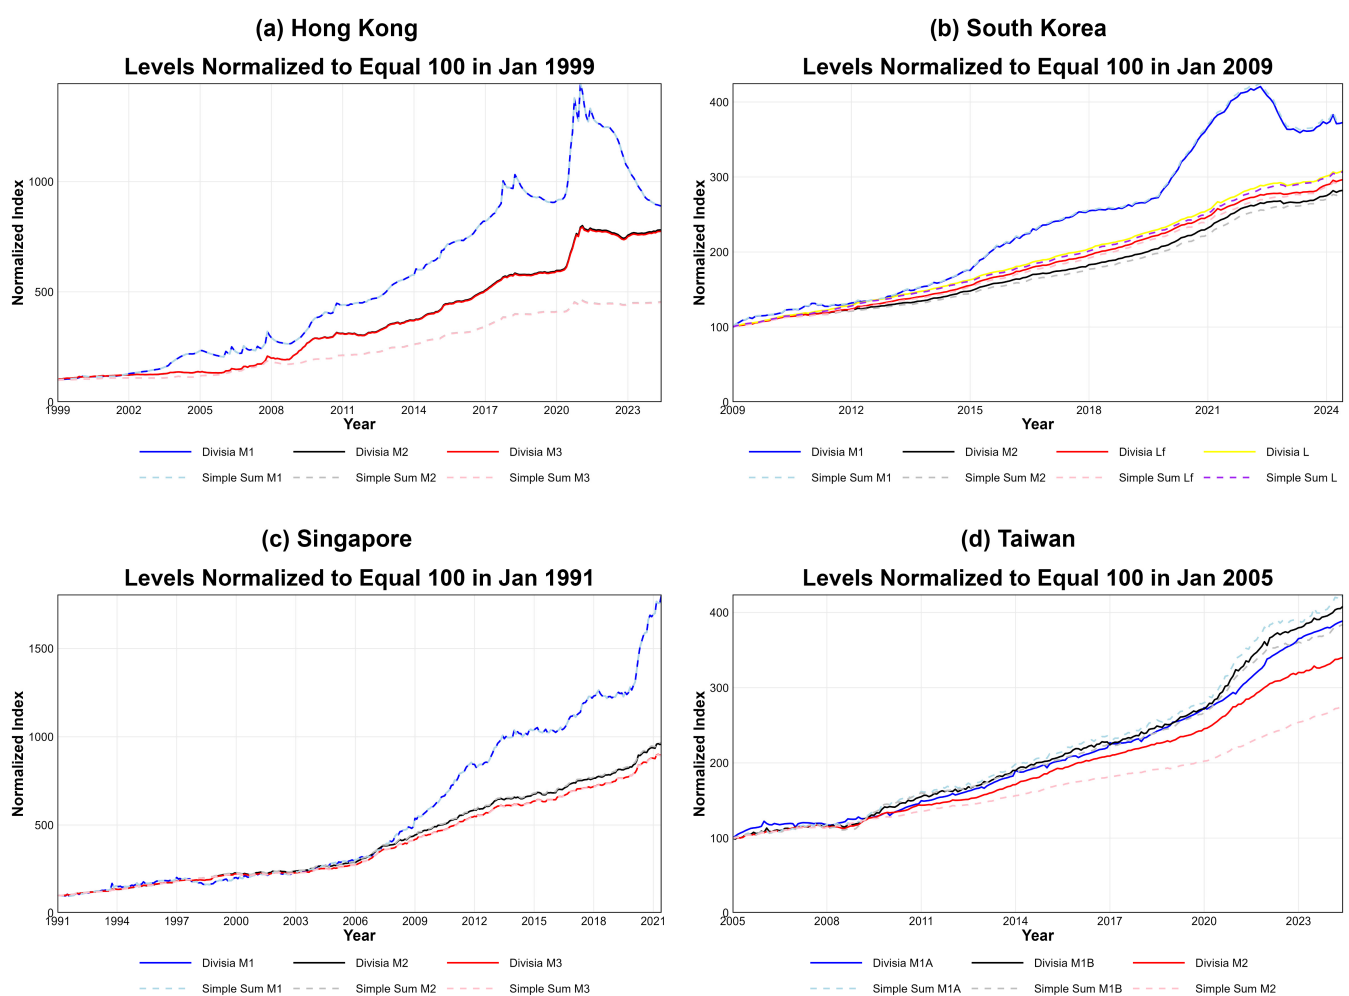 (a) Hong Kong
Levels Normalized to Equal 100 in Jan 1999
Normalized Index
1000
500
0
1999 2002 2005 2008 2011 2014 2017 2020 2023
Year
Divisia M1 Divisia M2 Divisia M3
Simple Sum M1 Simple Sum M2 Simple Sum M3
(b) South Korea
Levels Normalized to Equal 100 in Jan 2009
Normalized Index
400
300
200
100
0
2009 2012 2015 2018 2021 2024
Year
Divisia M1 Divisia M2 Divisia Lf Divisia L
Simple Sum M1 Simple Sum M2 Simple Sum Lf Simple Sum L
(c) Singapore
Levels Normalized to Equal 100 in Jan 1991
Normalized Index
1500
1000
500
0
1991 1994 1997 2000 2003 2006 2009 2012 2015 2018 2021
Year
Divisia M1 Divisia M2 Divisia M3
Simple Sum M1 Simple Sum M2 Simple Sum M3
(d) Taiwan
Levels Normalized to Equal 100 in Jan 2005
Normalized Index
400
300
200
100
0
2005 2008 2011 2014 2017 2020 2023
Year
Divisia M1A Divisia M1B Divisia M2
Simple Sum M1A Simple Sum M1B Simple Sum M2